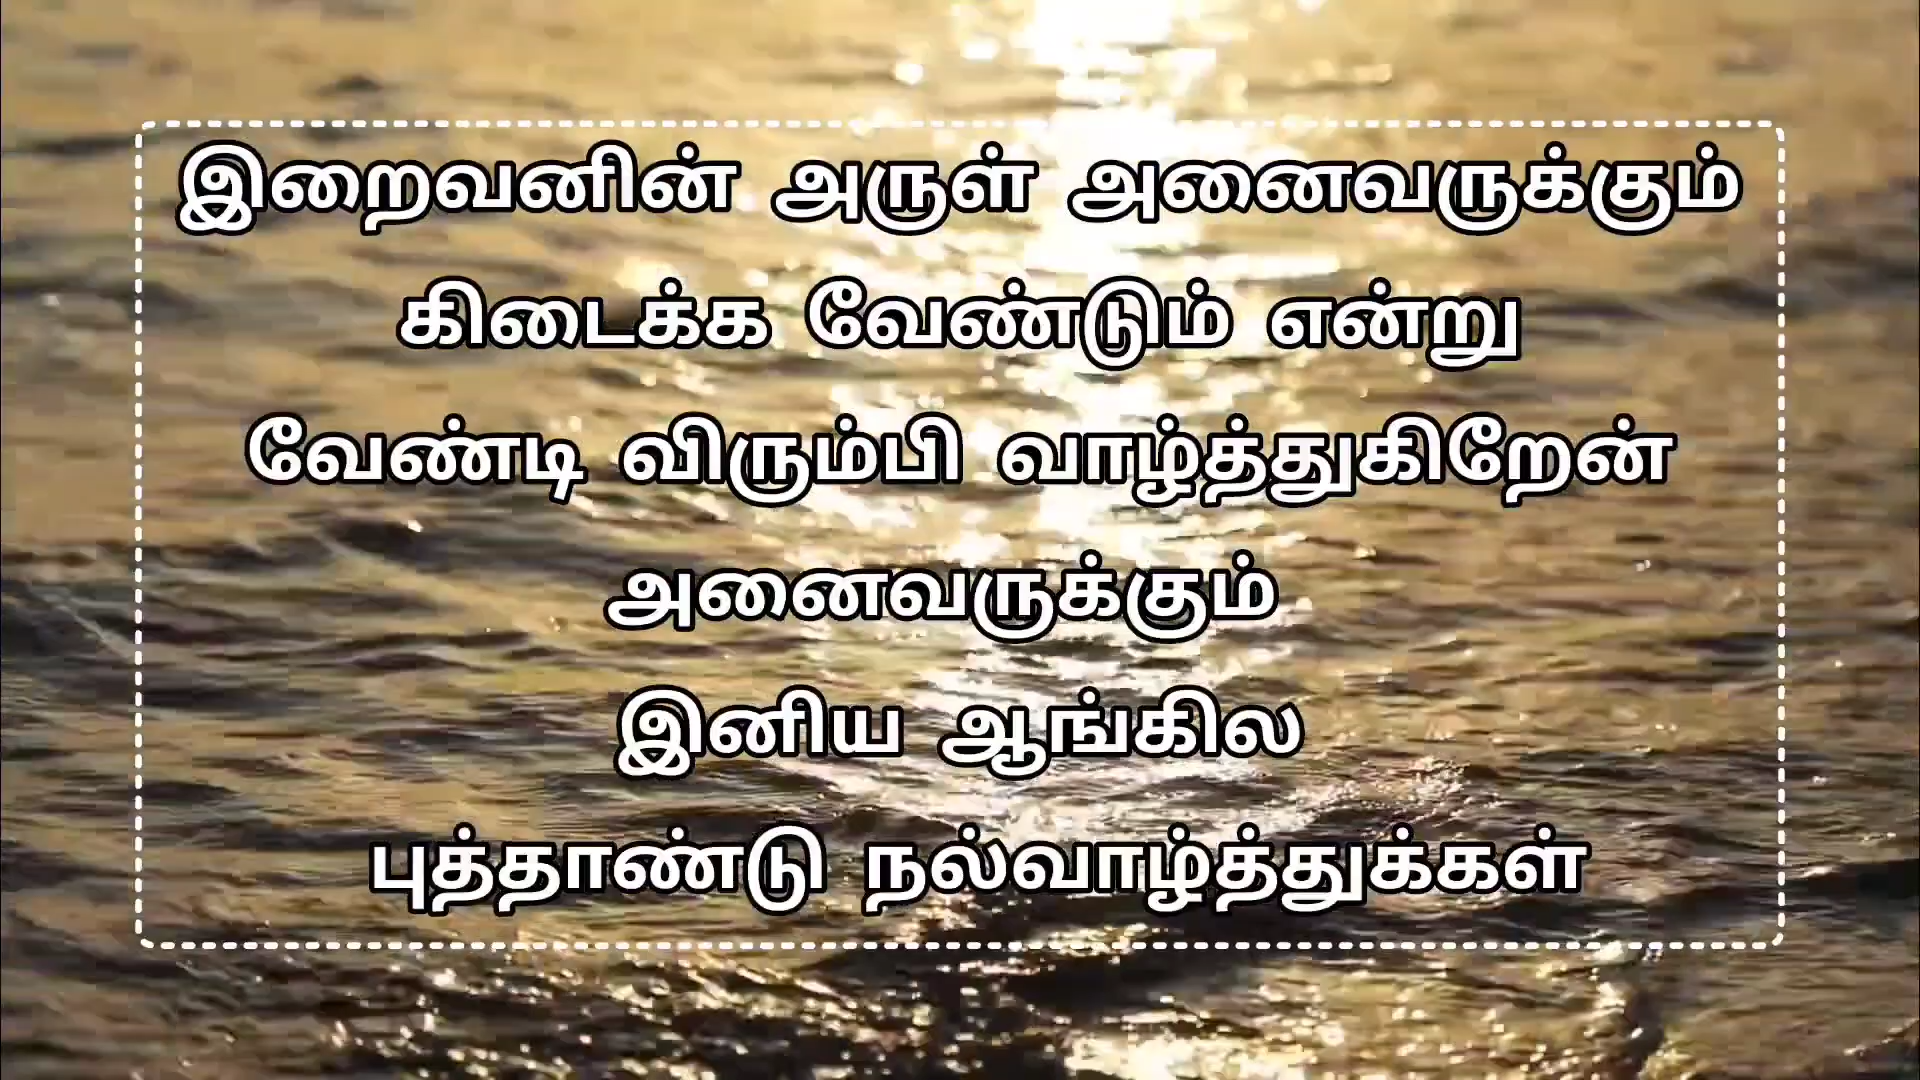 இறைவனின் அருள் அனைவருக்கும்
கிடைக்க வேண்டும் என்று
வேண்டி விரும்பி வாழ்த்துகிறேன்
அனைவருக்கும்
இனிய ஆங்கில
புத்தாண்டு நல்வாழ்த்துக்கள்